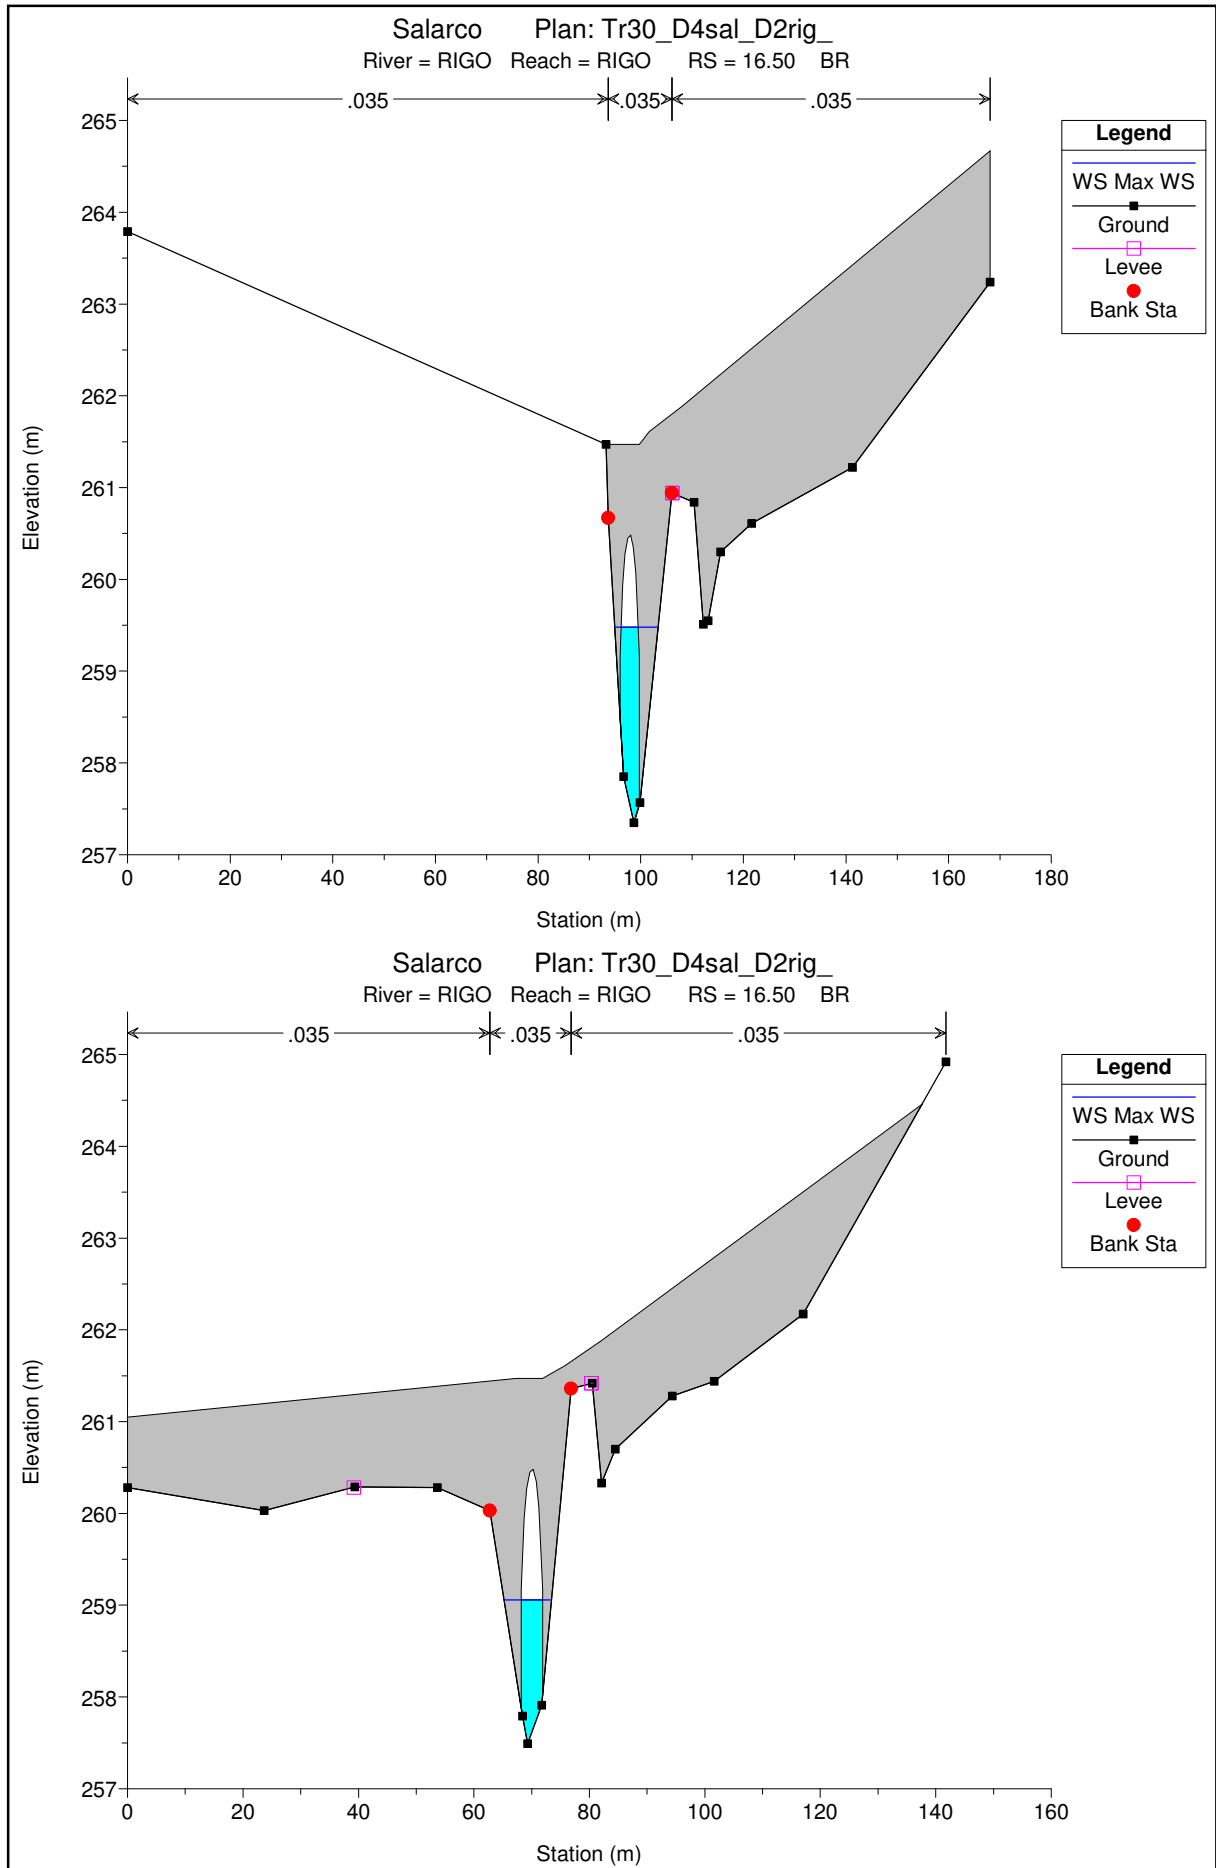 Salarco Plan: Tr30_D4sal_D2rig_
River = RIGO Reach = RIGO RS = 16.50 BR
.035 .035 .035
265
264
263
262
261
260
259
258
257
Elevation (m)
0 20 40 60 80 100 120 140 160 180
Station (m)
Legend
WS Max WS
Ground
Levee
Bank Sta
Salarco Plan: Tr30_D4sal_D2rig_
River = RIGO Reach = RIGO RS = 16.50 BR
.035 .035 .035
265
264
263
262
261
260
259
258
257
Elevation (m)
0 20 40 60 80 100 120 140 160
Station (m)
Legend
WS Max WS
Ground
Levee
Bank Sta